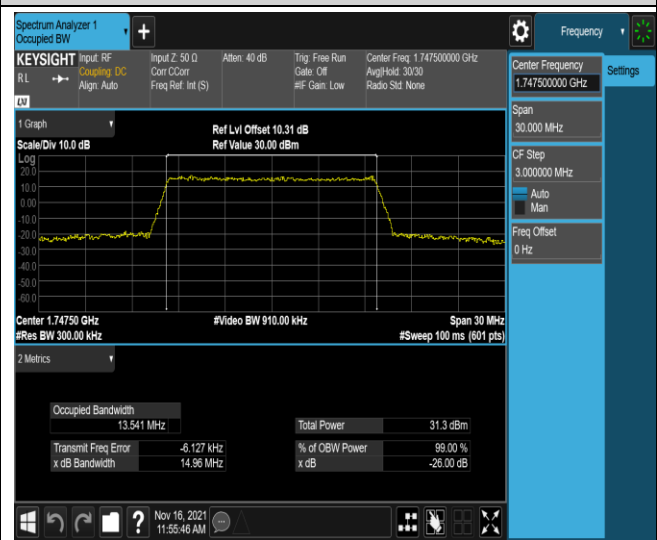 Spectrum Analyzer 1
Occupied BW
Frequency
KEYSIGHT
RL
LXI
Input: RF
Coupling: DC
Align: Auto
Input Z: 50 Ω
Corr CCorr
Freq Ref: Int (S)
Atten: 40 dB
Trig: Free Run
Gate: Off
#IF Gain: Low
Center Freq: 1.747500000 GHz
Avg|Hold: 30/30
Radio Std: None
Center Frequency
1.747500000 GHz
Settings
Span
30.000 MHz
CF Step
3.000000 MHz
Auto
Man
Freq Offset
0 Hz
1 Graph
Scale/Div 10.0 dB
Ref Lvl Offset 10.31 dB
Ref Value 30.00 dBm
Log
20.0
10.0
0.00
-10.0
-20.0
-30.0
-40.0
-50.0
-60.0
Center 1.74750 GHz
#Video BW 910.00 kHz
Span 30 MHz
#Res BW 300.00 kHz
#Sweep 100 ms (601 pts)
2 Metrics
Occupied Bandwidth
13.541 MHz
Total Power 31.3 dBm
Transmit Freq Error -6.127 kHz
% of OBW Power 99.00 %
x dB Bandwidth 14.96 MHz
x dB -26.00 dB
?
Nov 16, 2021
11:55:46 AM